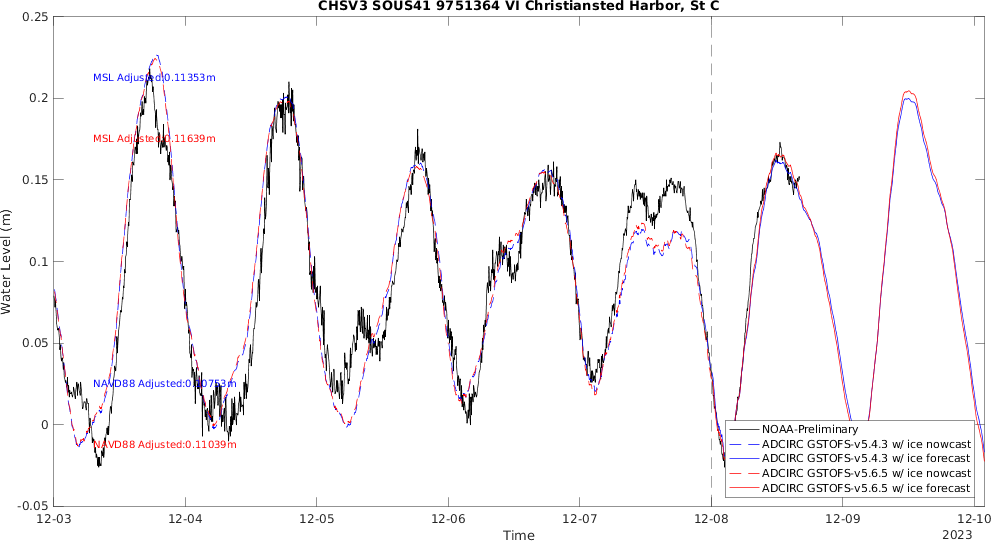 CHSV3 SOUS41 9751364 VI Christiansted Harbor, St C
0.25
0.2
0.15
0.1
0.05
0
-0.05
Water Level (m)
MSL Adjusted:0.11353m
MSL Adjusted:0.11639m
NAVD88 Adjusted:0.10753m
NAVD88 Adjusted:0.11039m
NOAA-Preliminary
ADCIRC GSTOFS-v5.4.3 w/ ice nowcast
ADCIRC GSTOFS-v5.4.3 w/ ice forecast
ADCIRC GSTOFS-v5.6.5 w/ ice nowcast
ADCIRC GSTOFS-v5.6.5 w/ ice forecast
12-03 12-04 12-05 12-06 12-07 12-08 12-09 12-10
Time
2023